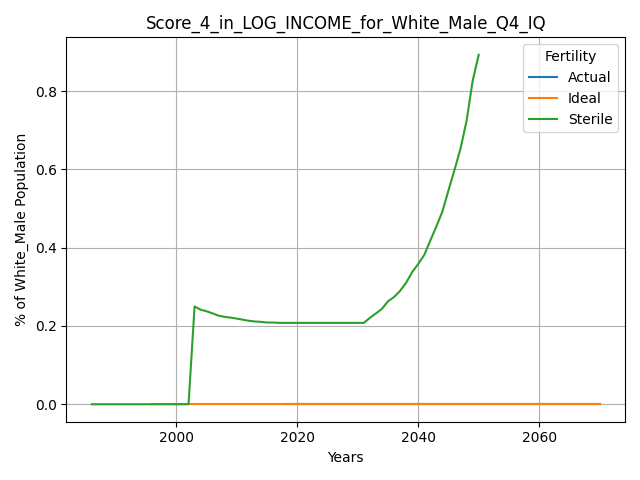 Score_4_in_LOG_INCOME_for_White_Male_Q4_IQ
% of White_Male Population
0.8
0.6
0.4
0.2
0.0
Fertility
Actual
Ideal
Sterile
2000 2020 2040 2060
Years